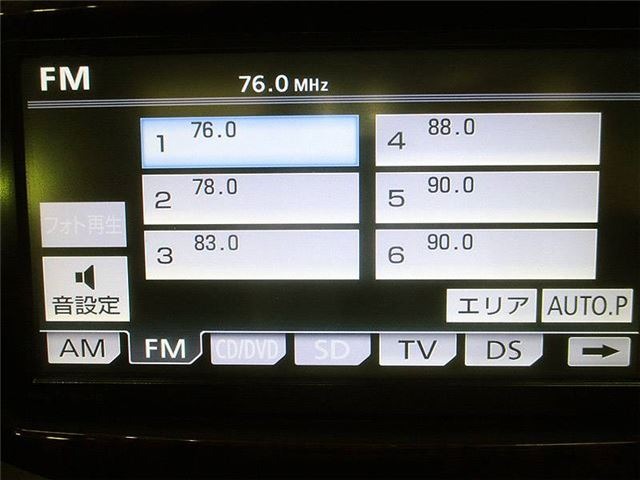 FM
76.0 MHz
1 76.0
4 88.0
2 78.0
5 90.0
3 83.0
6 90.0
フォト再生
音設定
エリア
AUTO.P
AM
FM
CD/DVD
SD
TV
DS